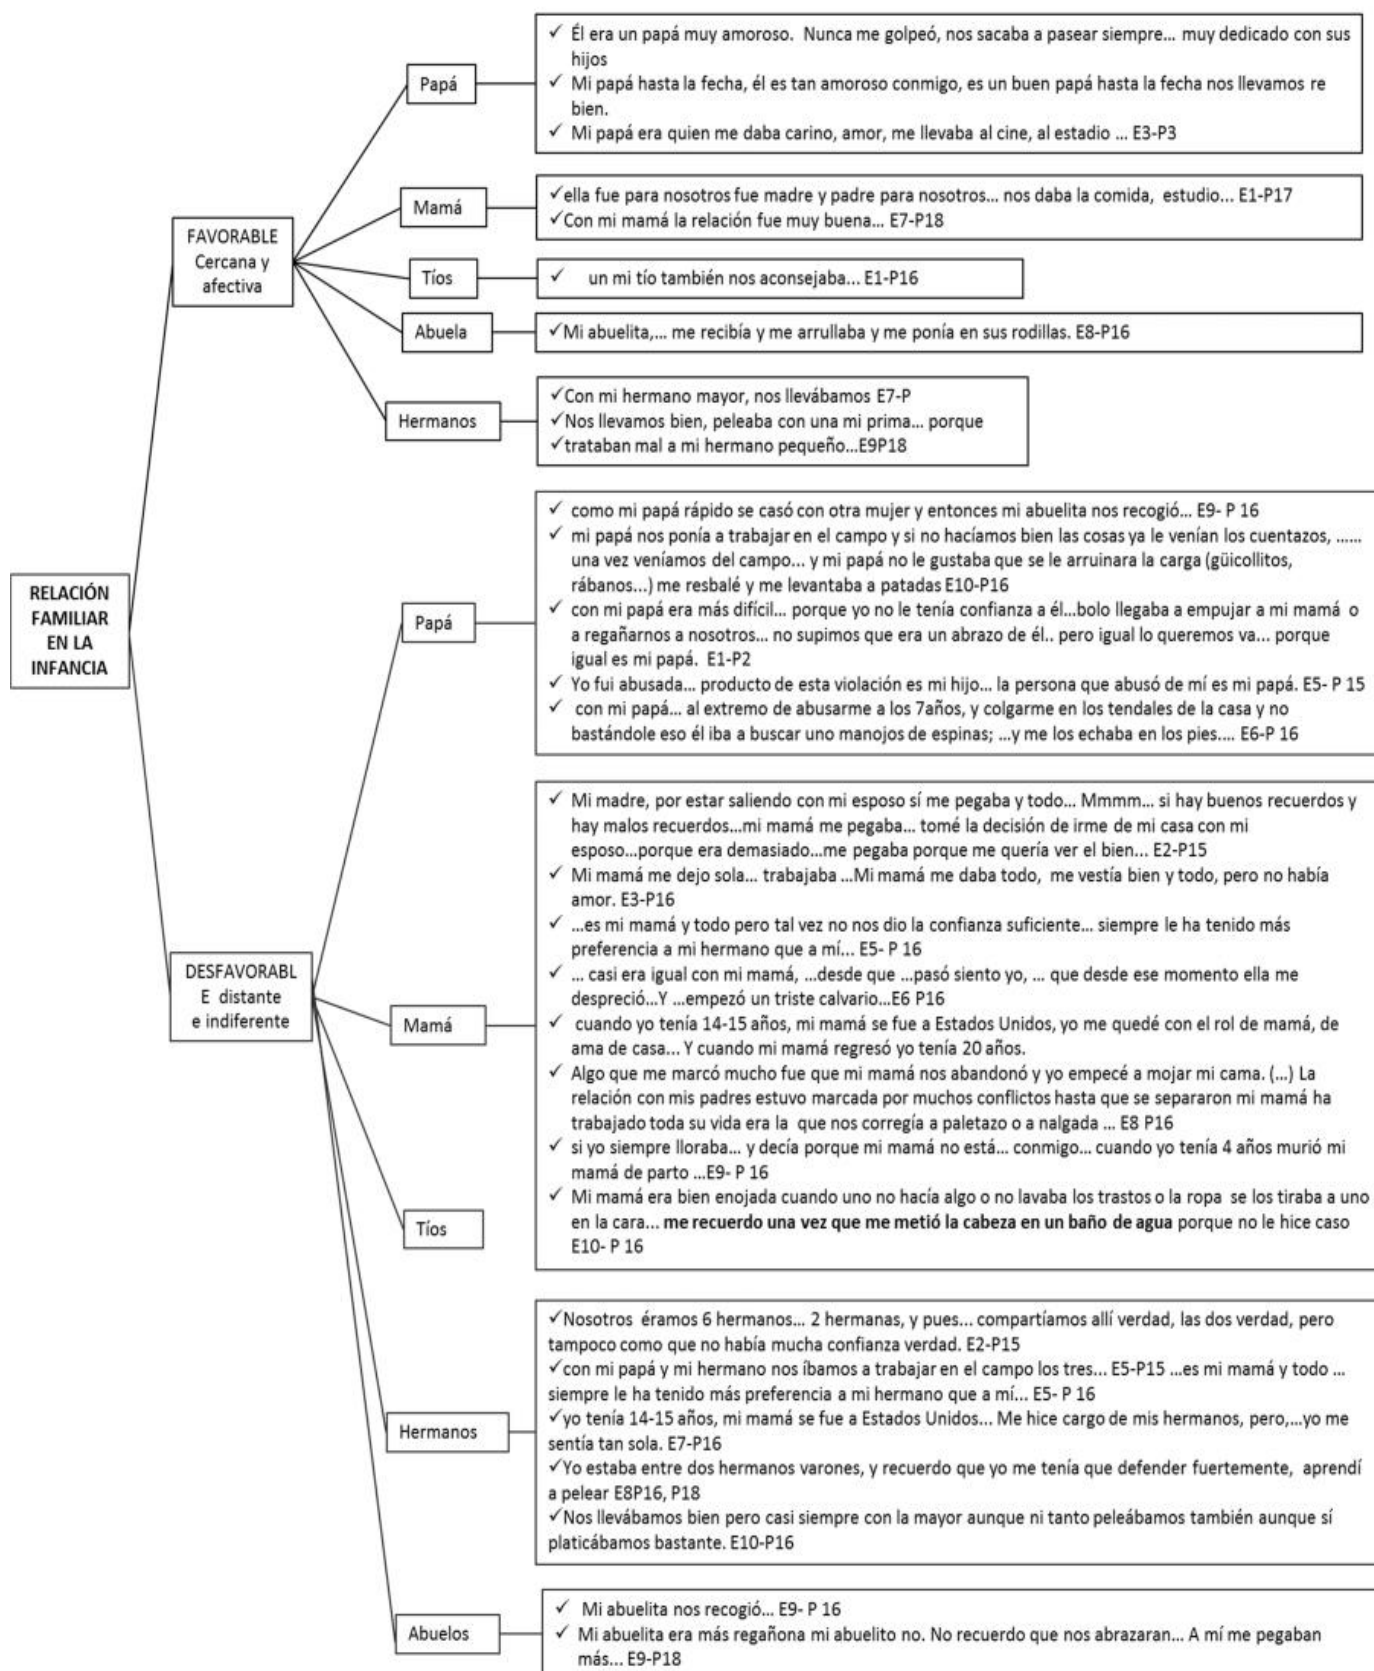 RELACIÓN
FAMILIAR
EN LA
INFANCIA
FAVORABLE
Cercana y
afectiva
Papá
✓ Él era un papá muy amoroso. Nunca me golpeó, nos sacaba a pasear siempre... muy dedicado con sus
hijos
✓ Mi papá hasta la fecha, él es tan amoroso conmigo, es un buen papá hasta la fecha nos llevamos re
bien.
✓ Mi papá era quien me daba carino, amor, me llevaba al cine, al estadio ... E3-P3
Mamá
✓ella fue para nosotros fue madre y padre para nosotros... nos daba la comida, estudio... E1-P17
✓Con mi mamá la relación fue muy buena... E7-P18
Tíos
✓ un mi tío también nos aconsejaba... E1-P16
Abuela
✓Mi abuelita,... me recibía y me arrullaba y me ponía en sus rodillas. E8-P16
Hermanos
✓Con mi hermano mayor, nos llevábamos E7-P
✓Nos llevamos bien, peleaba con una mi prima... porque
✓trataban mal a mi hermano pequeño...E9P18
DESFAVORABL
E distante
e indiferente
Papá
✓ como mi papá rápido se casó con otra mujer y entonces mi abuelita nos recogió... E9- P 16
✓ mi papá nos ponía a trabajar en el campo y si no hacíamos bien las cosas ya le venían los cuentazos, ......
una vez veníamos del campo... y mi papá no le gustaba que se le arruinara la carga (güicollitos,
rábanos...) me resbalé y me levantaba a patadas E10-P16
✓ con mi papá era más difícil... porque yo no le tenía confianza a él...bolo llegaba a empujar a mi mamá o
a regañarnos a nosotros... no supimos que era un abrazo de él.. pero igual lo queremos va... porque
igual es mi papá. E1-P2
✓ Yo fui abusada... producto de esta violación es mi hijo... la persona que abusó de mí es mi papá. E5- P 15
✓ con mi papá... al extremo de abusarme a los 7años, y colgarme en los tendales de la casa y no
bastándole eso él iba a buscar uno manojos de espinas; ...y me los echaba en los pies.... E6-P 16
Mamá
✓ Mi madre, por estar saliendo con mi esposo sí me pegaba y todo... Mmmm... si hay buenos recuerdos y
hay malos recuerdos...mi mamá me pegaba... tomé la decisión de irme de mi casa con mi
esposo...porque era demasiado...me pegaba porque me quería ver el bien... E2-P15
✓ Mi mamá me dejo sola... trabajaba ...Mi mamá me daba todo, me vestía bien y todo, pero no había
amor. E3-P16
✓ ...es mi mamá y todo pero tal vez no nos dio la confianza suficiente... siempre le ha tenido más
preferencia a mi hermano que a mí... E5- P 16
✓ ... casi era igual con mi mamá, ...desde que ...pasó siento yo, ... que desde ese momento ella me
despreció...Y ...empezó un triste calvario...E6 P16
✓ cuando yo tenía 14-15 años, mi mamá se fue a Estados Unidos, yo me quedé con el rol de mamá, de
ama de casa... Y cuando mi mamá regresó yo tenía 20 años.
✓ Algo que me marcó mucho fue que mi mamá nos abandonó y yo empecé a mojar mi cama. (...) La
relación con mis padres estuvo marcada por muchos conflictos hasta que se separaron mi mamá ha
trabajado toda su vida era la que nos corregía a paletazo o a nalgada ... E8 P16
✓ si yo siempre lloraba... y decía porque mi mamá no está... conmigo... cuando yo tenía 4 años murió mi
mamá de parto ...E9- P 16
✓ Mi mamá era bien enojada cuando uno no hacía algo o no lavaba los trastos o la ropa se los tiraba a uno
en la cara... me recuerdo una vez que me metió la cabeza en un baño de agua porque no le hice caso
E10- P 16
Tíos
Hermanos
✓Nosotros éramos 6 hermanos... 2 hermanas, y pues... compartíamos allí verdad, las dos verdad, pero
tampoco como que no había mucha confianza verdad. E2-P15
✓con mi papá y mi hermano nos íbamos a trabajar en el campo los tres... E5-P15 ...es mi mamá y todo ...
siempre le ha tenido más preferencia a mi hermano que a mí... E5- P 16
✓yo tenía 14-15 años, mi mamá se fue a Estados Unidos... Me hice cargo de mis hermanos, pero,...yo me
sentía tan sola. E7-P16
✓Yo estaba entre dos hermanos varones, y recuerdo que yo me tenía que defender fuertemente, aprendí
a pelear E8P16, P18
✓Nos llevábamos bien pero casi siempre con la mayor aunque ni tanto peleábamos también aunque sí
platicábamos bastante. E10-P16
Abuelos
✓ Mi abuelita nos recogió... E9- P 16
✓ Mi abuelita era más regañona mi abuelito no. No recuerdo que nos abrazaran... A mí me pegaban
más... E9-P18